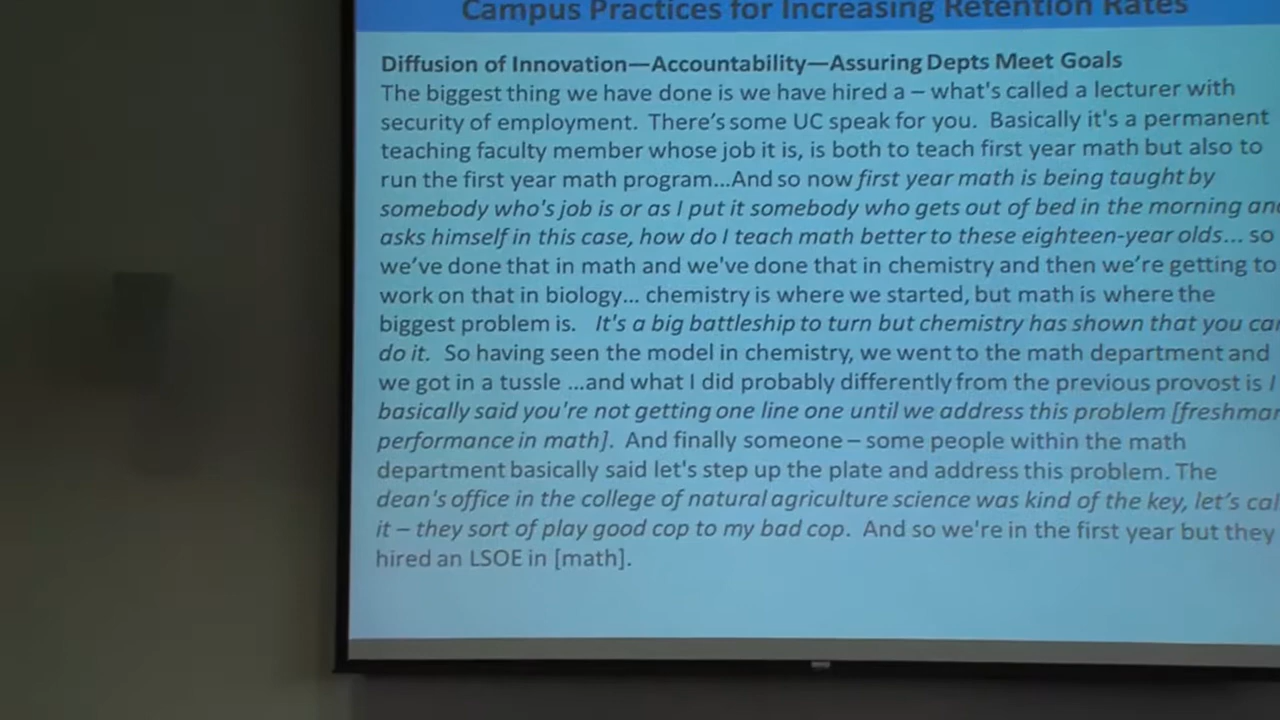 Campus Practices for Increasing Retention Rates
Diffusion of Innovation—Accountability—Assuring Depts Meet Goals
The biggest thing we have done is we have hired a – what's called a lecturer with
security of employment. There's some UC speak for you. Basically it's a permanent
teaching faculty member whose job it is, is both to teach first year math but also to
run the first year math program...And so now first year math is being taught by
somebody who's job is or as I put it somebody who gets out of bed in the morning and
asks himself in this case, how do I teach math better to these eighteen-year olds... so
we've done that in math and we've done that in chemistry and then we're getting to
work on that in biology... chemistry is where we started, but math is where the
biggest problem is. It's a big battleship to turn but chemistry has shown that you can
do it. So having seen the model in chemistry, we went to the math department and
we got in a tussle ...and what I did probably differently from the previous provost is I
basically said you're not getting one line one until we address this problem [freshman
performance in math]. And finally someone – some people within the math
department basically said let's step up the plate and address this problem. The
dean's office in the college of natural agriculture science was kind of the key, let's call
it – they sort of play good cop to my bad cop. And so we're in the first year but they
hired an LSOE in [math].